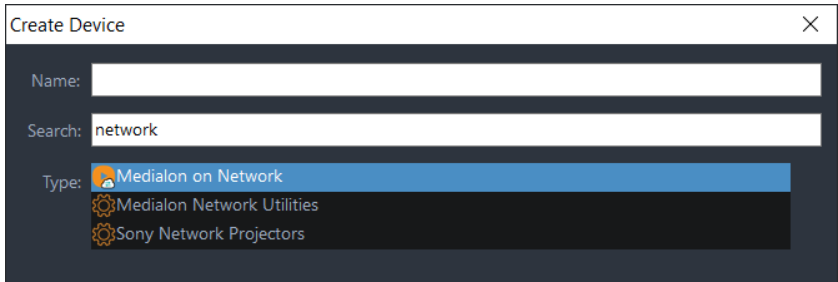 Create Device
Name:
Search: network
Type: Medialon on Network
Medialon Network Utilities
Sony Network Projectors